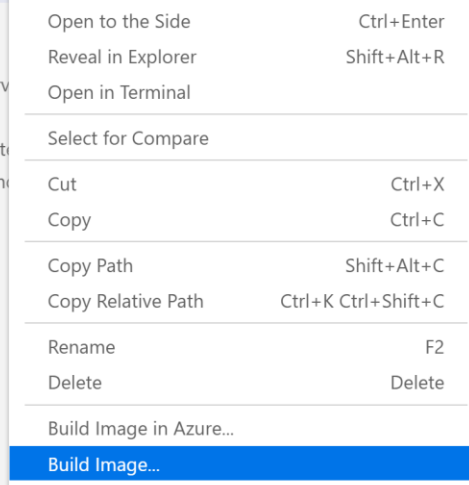 Open to the Side Ctrl+Enter
Reveal in Explorer Shift+Alt+R
Open in Terminal
Select for Compare
Cut Ctrl+X
Copy Ctrl+C
Copy Path Shift+Alt+C
Copy Relative Path Ctrl+K Ctrl+Shift+C
Rename F2
Delete Delete
Build Image in Azure...
Build Image...